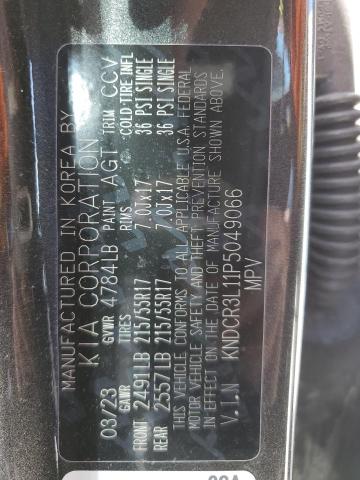 MANUFACTURED IN KOREA BY
KIA CORPORATION
03/23 GVWR 4784LB PAINT AGT TRIM CCV
GAWR TIRES RIMS COLD TIRE INFL
FRONT 2491LB 215/55R17 7.0JX17 36 PSI SINGLE
REAR 2557LB 215/55R17 7.0JX17 36 PSI SINGLE
THIS VEHICLE CONFORMS TO ALL APPLICABLE U.S.A. FEDERAL
MOTOR VEHICLE SAFETY AND THEFT PREVENTION STANDARDS
IN EFFECT ON THE DATE OF MANUFACTURE SHOWN ABOVE.
V.I.N KNDCR3L11P5049066
MPV